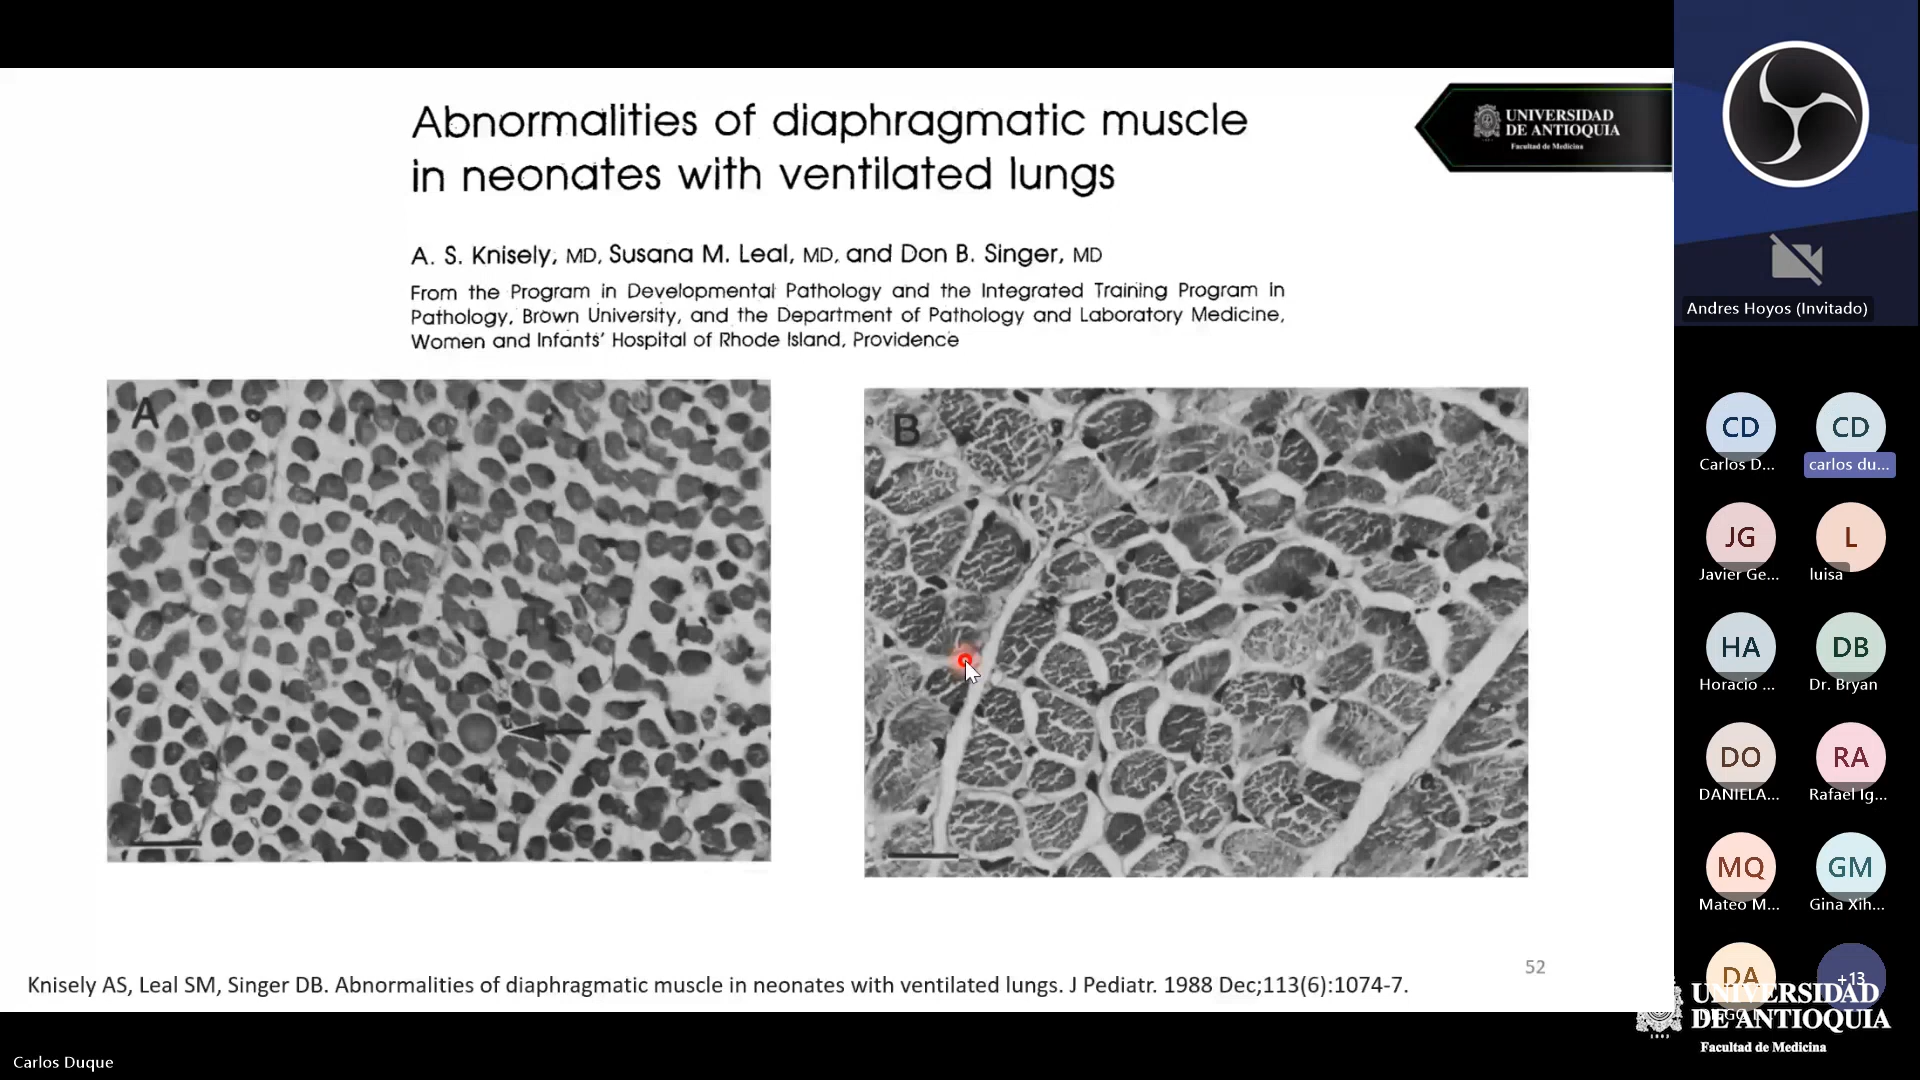 Abnormalities of diaphragmatic muscle
in neonates with ventilated lungs
UNIVERSIDAD
DE ANTIOQUIA
Facultad de Medicina
A. S. Knisely, MD, Susana M. Leal, MD, and Don B. Singer, MD
From the Program in Developmental Pathology and the Integrated Training Program in
Pathology, Brown University, and the Department of Pathology and Laboratory Medicine,
Women and Infants' Hospital of Rhode Island, Providence
A
B
52
Knisely AS, Leal SM, Singer DB. Abnormalities of diaphragmatic muscle in neonates with ventilated lungs. J Pediatr. 1988 Dec;113(6):1074-7.
Carlos Duque
Andres Hoyos (Invitado)
CD
Carlos D...
CD
carlos du...
JG
Javier Ge...
L
luisa
HA
Horacio ...
DB
Dr. Bryan
DO
DANIELA...
RA
Rafael Ig...
MQ
Mateo M...
GM
Gina Xih...
DA
+13
UNIVERSIDAD
DE ANTIOQUIA
1803
Facultad de Medicina